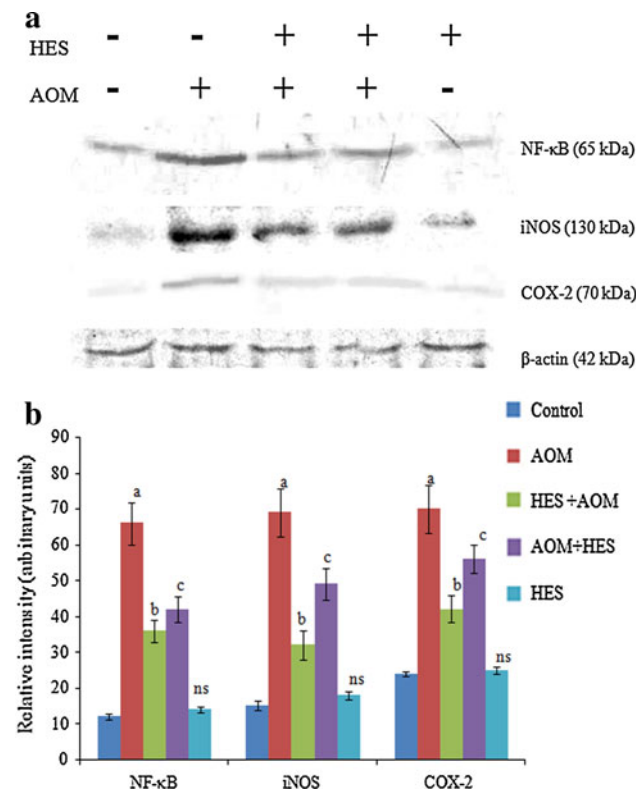 a
HES - - + + +
AOM - + + + -
NF-κB (65 kDa)
iNOS (130 kDa)
COX-2 (70 kDa)
β-actin (42 kDa)
b
Control
AOM
HES+AOM
AOM+HES
HES
Relative intensity (arbitrary units)
90
80
70
60
50
40
30
20
10
0
a b c ns
a b c ns
a b c ns
NF-κB iNOS COX-2